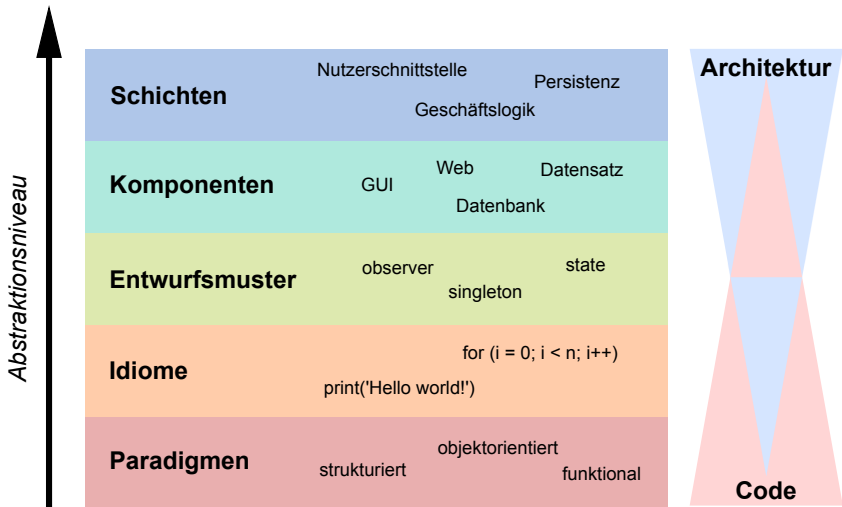 Abstraktionsniveau
Schichten
Nutzerschnittstelle
Persistenz
Geschäftslogik
Komponenten
GUI
Web
Datensatz
Datenbank
Entwurfsmuster
observer
state
singleton
Idiome
for (i = 0; i < n; i++)
print('Hello world!')
Paradigmen
objektorientiert
strukturiert
funktional
Architektur
Code